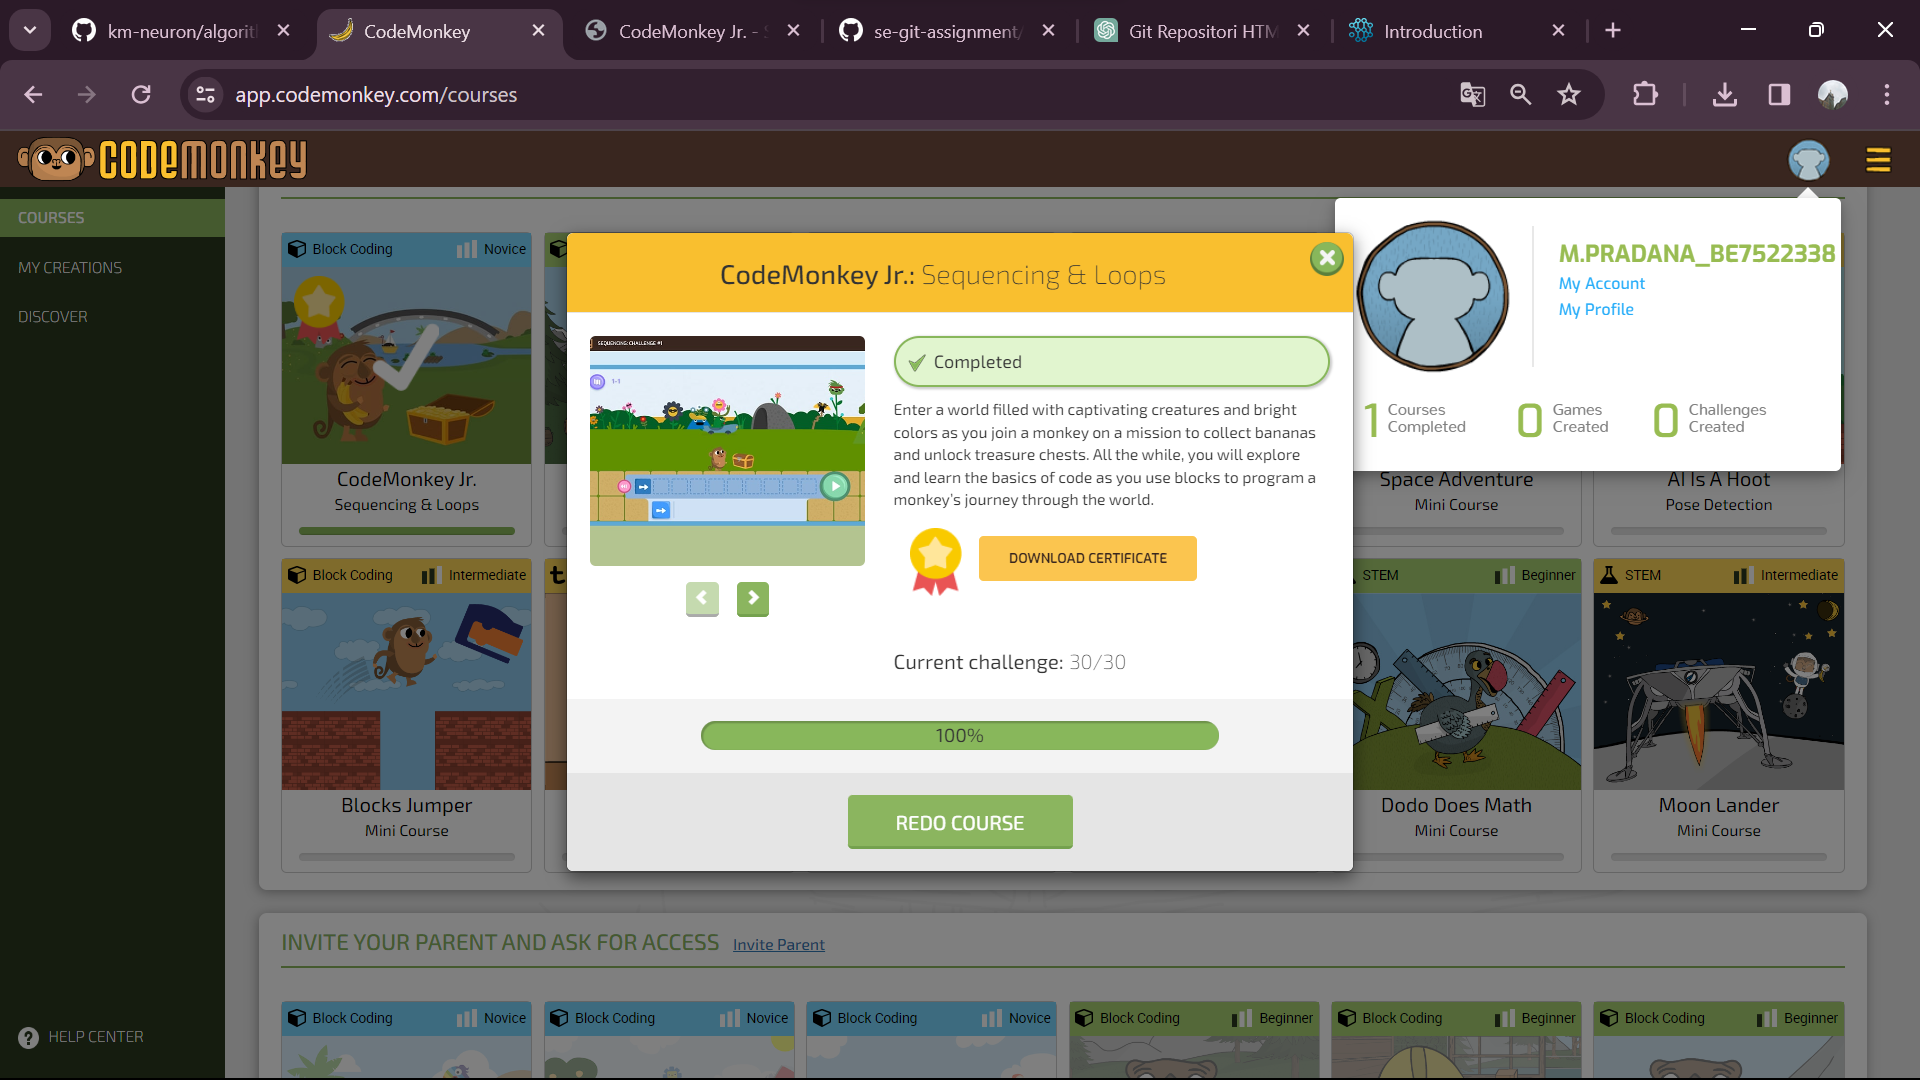 km-neuron/algorit
CodeMonkey
CodeMonkey Jr. - S
se-git-assignment/
Git Repositori HTM
Introduction
app.codemonkey.com/courses
CODEMONKEY
COURSES
MY CREATIONS
DISCOVER
HELP CENTER
M.PRADANA_BE7522338
My Account
My Profile
1 Courses Completed
0 Games Created
0 Challenges Created
Block Coding Novice
CodeMonkey Jr.
Sequencing & Loops
CodeMonkey Jr.: Sequencing & Loops
SEQUENCING: CHALLENGE #1
1-1
Completed
Enter a world filled with captivating creatures and bright
colors as you join a monkey on a mission to collect bananas
and unlock treasure chests. All the while, you will explore
and learn the basics of code as you use blocks to program a
monkey's journey through the world.
DOWNLOAD CERTIFICATE
Current challenge: 30/30
100%
REDO COURSE
Space Adventure
Mini Course
AI Is A Hoot
Pose Detection
Block Coding Intermediate
Blocks Jumper
Mini Course
STEM Beginner
Dodo Does Math
Mini Course
STEM Intermediate
Moon Lander
Mini Course
INVITE YOUR PARENT AND ASK FOR ACCESS Invite Parent
Block Coding Novice
Block Coding Novice
Block Coding Novice
Block Coding Beginner
Block Coding Beginner
Block Coding Beginner